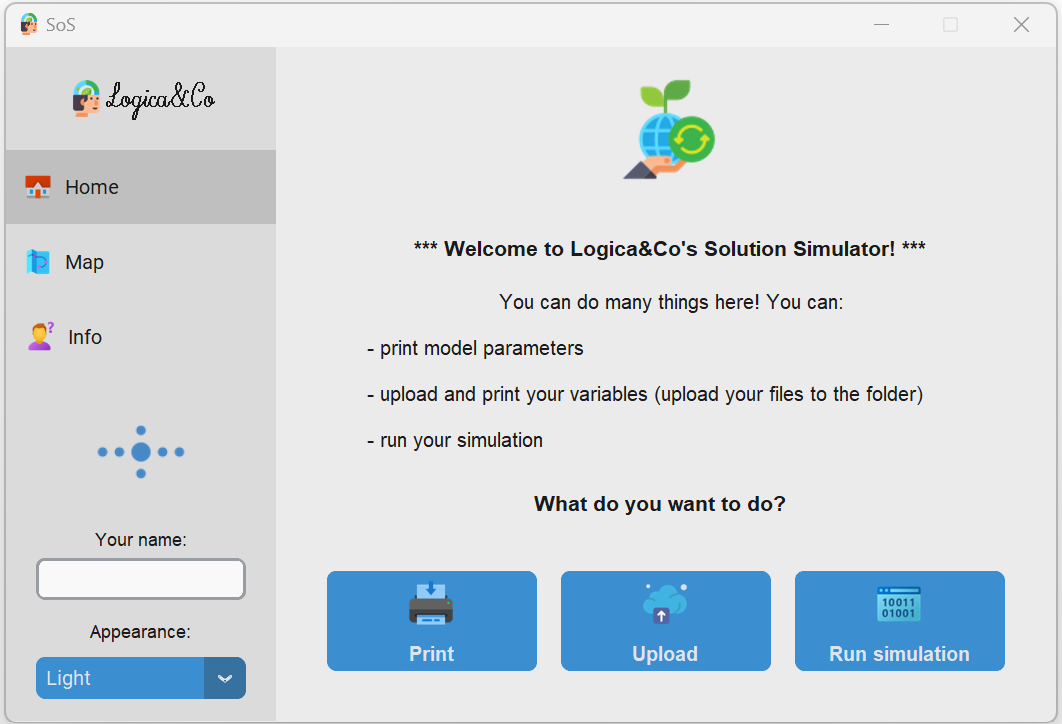 SoS
Logica&Co
Home
Map
Info
Your name:
Appearance:
Light
*** Welcome to Logica&Co's Solution Simulator! ***
You can do many things here! You can:
- print model parameters
- upload and print your variables (upload your files to the folder)
- run your simulation
What do you want to do?
Print
Upload
10011
01001
Run simulation